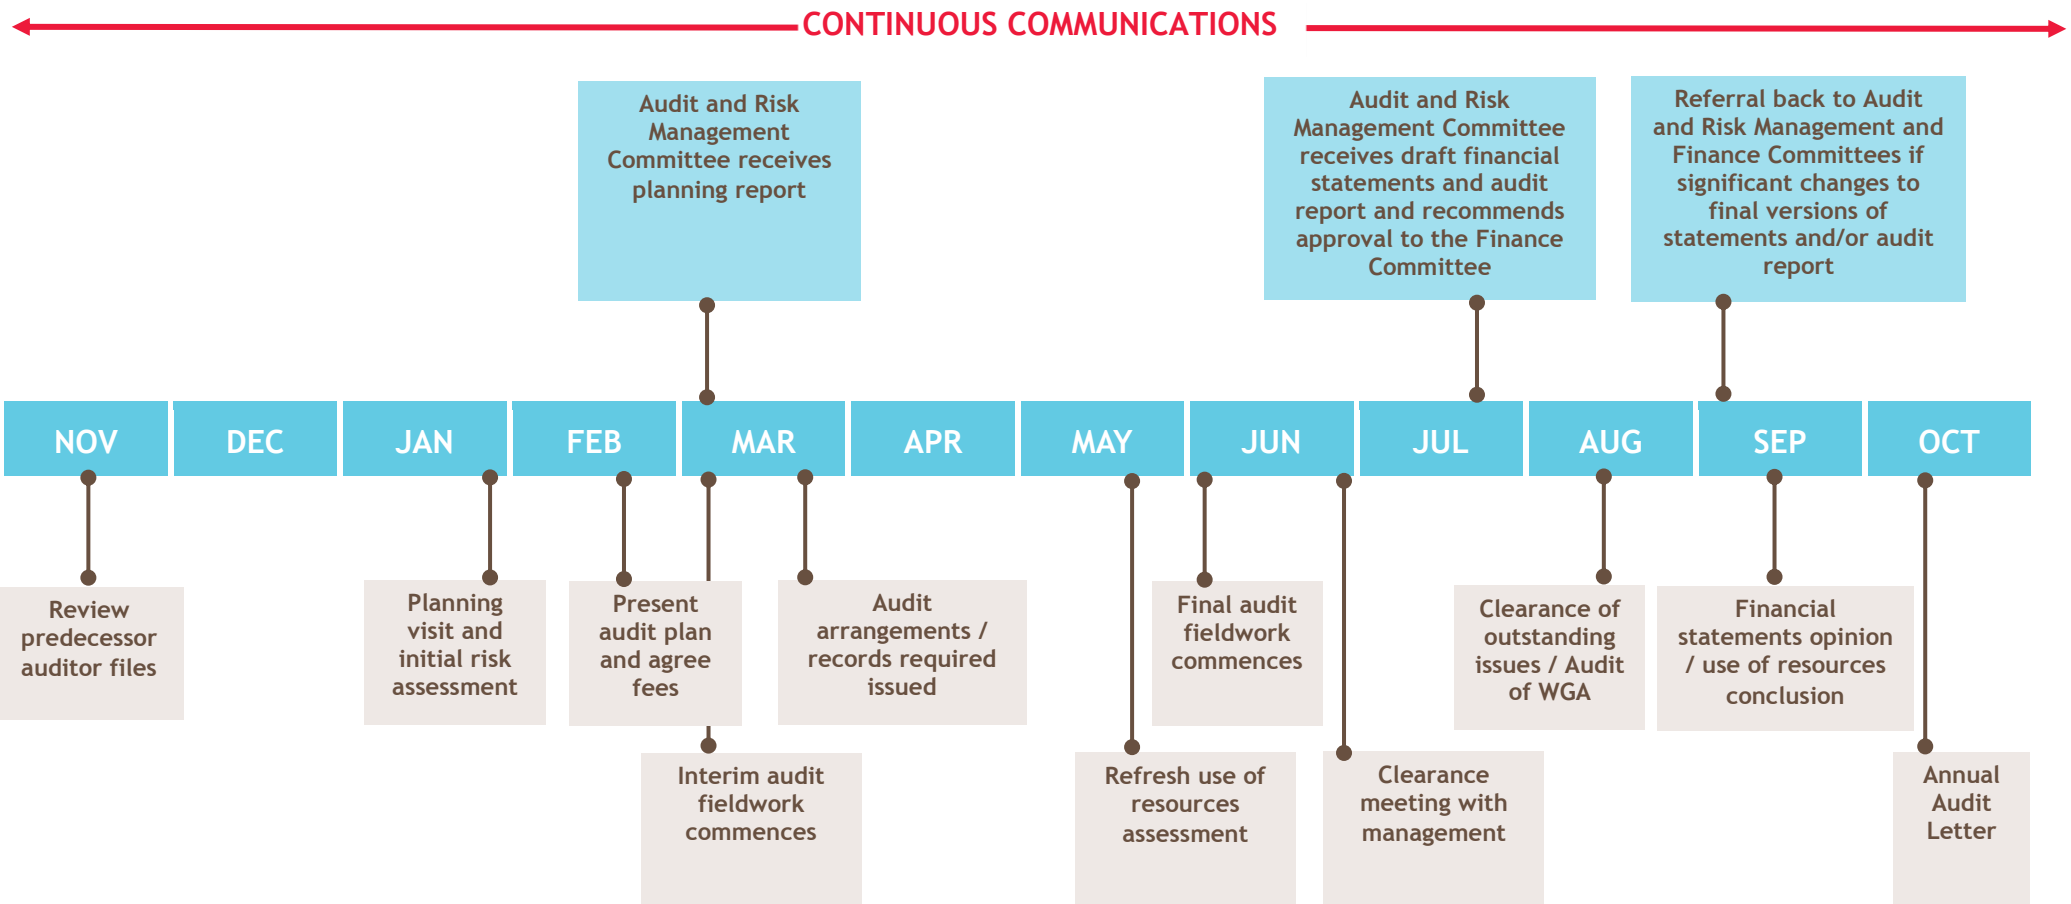 CONTINUOUS COMMUNICATIONS
Audit and Risk
Management
Committee receives
planning report
Audit and Risk
Management Committee
receives draft financial
statements and audit
report and recommends
approval to the Finance
Committee
Referral back to Audit
and Risk Management and
Finance Committees if
significant changes to
final versions of
statements and/or audit
report
NOV
DEC
JAN
FEB
MAR
APR
MAY
JUN
JUL
AUG
SEP
OCT
Review
predecessor
auditor files
Planning
visit and
initial risk
assessment
Present
audit plan
and agree
fees
Audit
arrangements /
records required
issued
Final audit
fieldwork
commences
Clearance of
outstanding
issues / Audit
of WGA
Financial
statements opinion
/ use of resources
conclusion
Interim audit
fieldwork
commences
Refresh use of
resources
assessment
Clearance
meeting with
management
Annual
Audit
Letter